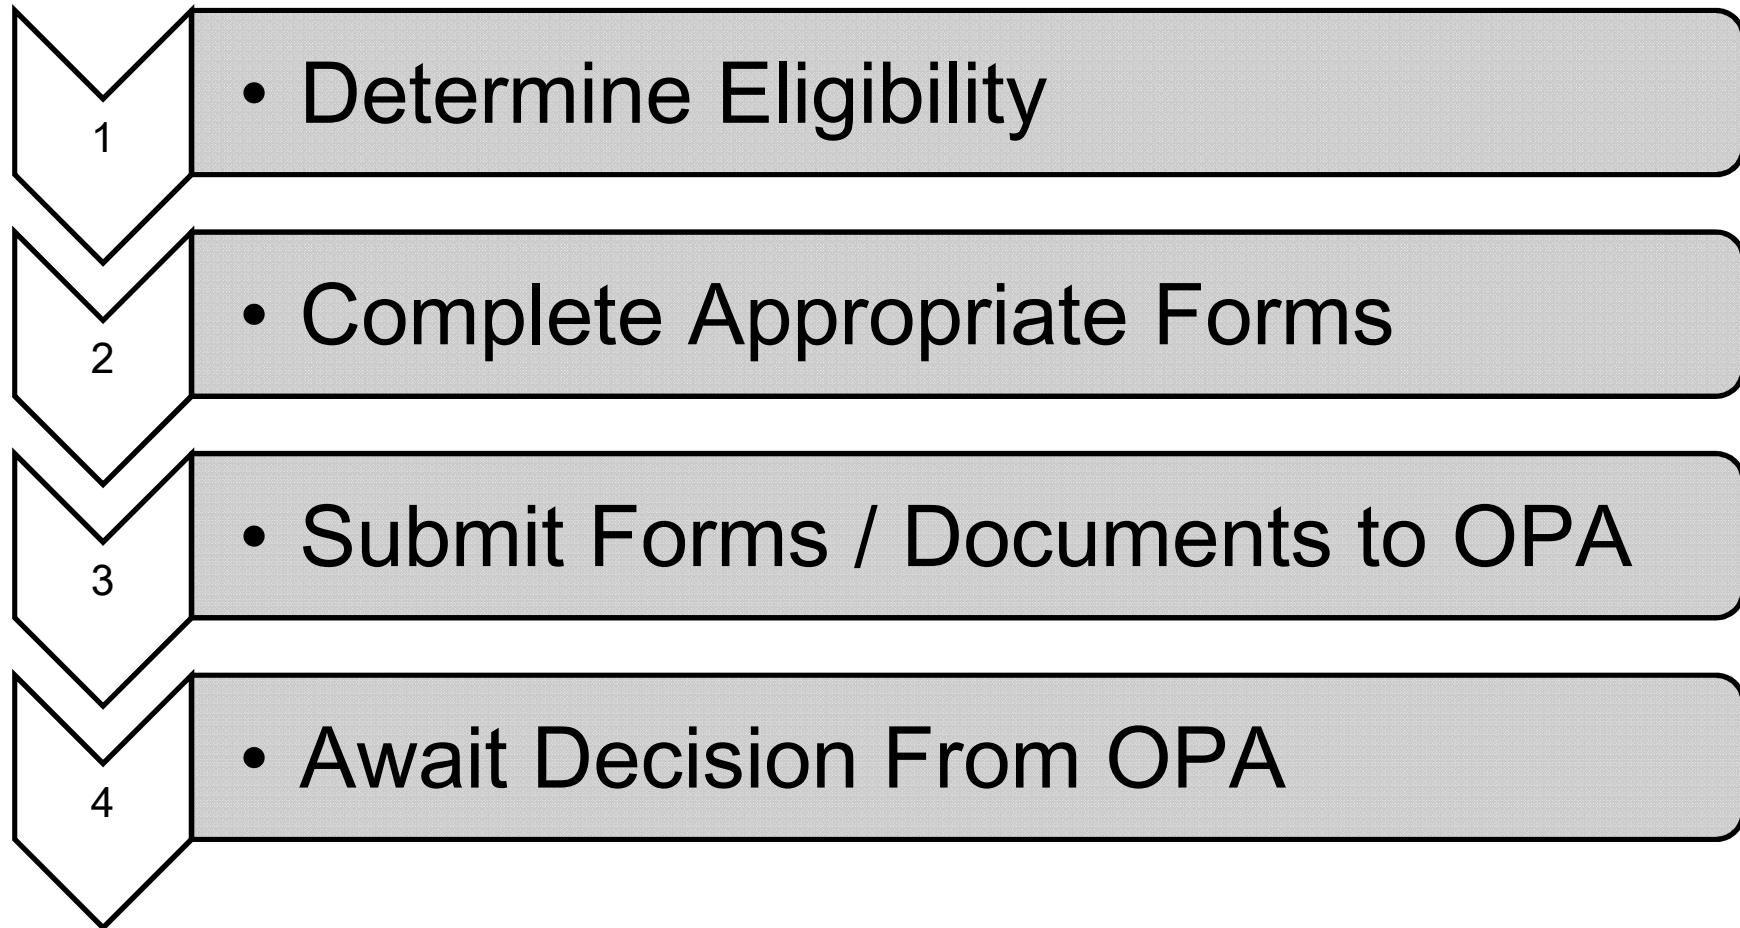 1
• Determine Eligibility
2
• Complete Appropriate Forms
3
• Submit Forms / Documents to OPA
4
• Await Decision From OPA